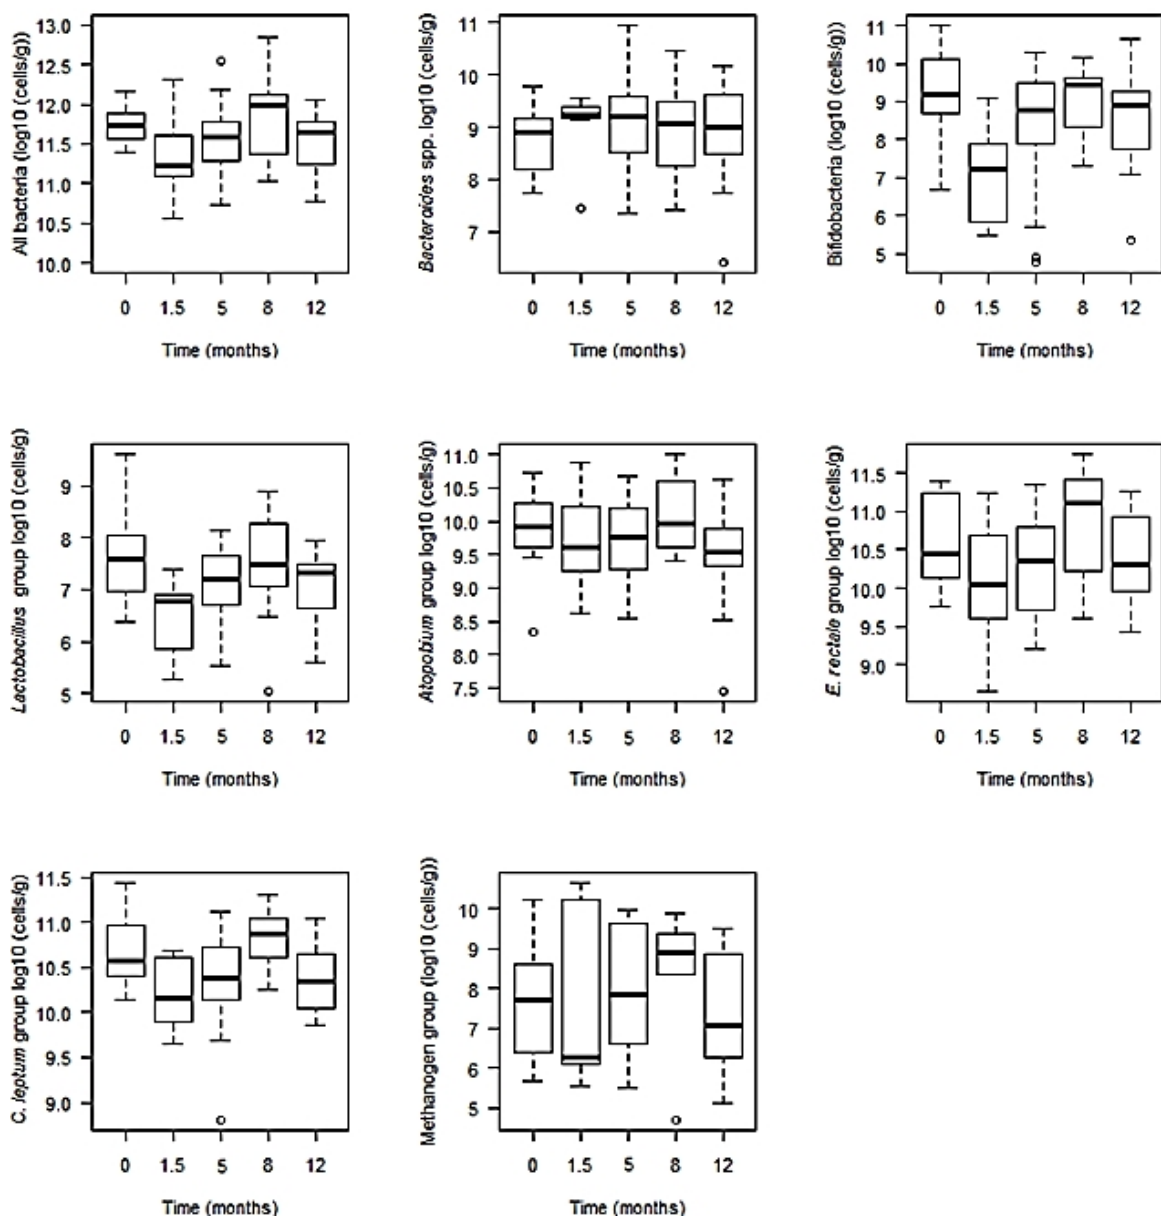 All bacteria (log10 (cells/g))
13.0
12.5
12.0
11.5
11.0
10.5
10.0
0 1.5 5 8 12
Time (months)
Bacteroides spp. log10 (cells/g)
11
10
9
8
7
0 1.5 5 8 12
Time (months)
Bifidobacteria (log10 (cells/g))
11
10
9
8
7
6
5
0 1.5 5 8 12
Time (months)
Lactobacillus group log10 (cells/g)
9
8
7
6
5
0 1.5 5 8 12
Time (months)
Atopobium group log10 (cells/g)
11.0
10.5
10.0
9.5
9.0
8.5
8.0
7.5
0 1.5 5 8 12
Time (months)
E. rectale group log10 (cells/g)
11.5
11.0
10.5
10.0
9.5
9.0
0 1.5 5 8 12
Time (months)
C. leptum group log10 (cells/g)
11.5
11.0
10.5
10.0
9.5
9.0
0 1.5 5 8 12
Time (months)
Methanogen group (log10 (cells/g))
10
9
8
7
6
5
0 1.5 5 8 12
Time (months)